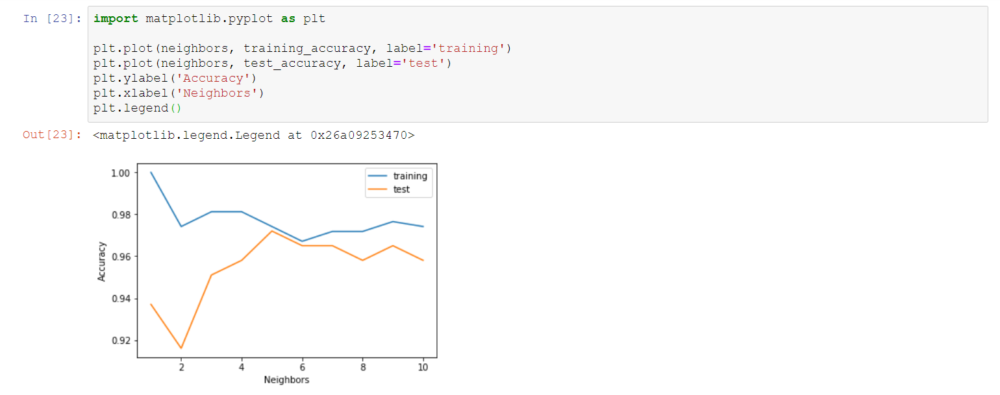 In [23]: import matplotlib.pyplot as plt
plt.plot(neighbors, training_accuracy, label='training')
plt.plot(neighbors, test_accuracy, label='test')
plt.ylabel('Accuracy')
plt.xlabel('Neighbors')
plt.legend()
Out[23]: <matplotlib.legend.Legend at 0x26a09253470>
training
test
1.00
0.98
0.96
0.94
0.92
Accuracy
2 4 6 8 10
Neighbors